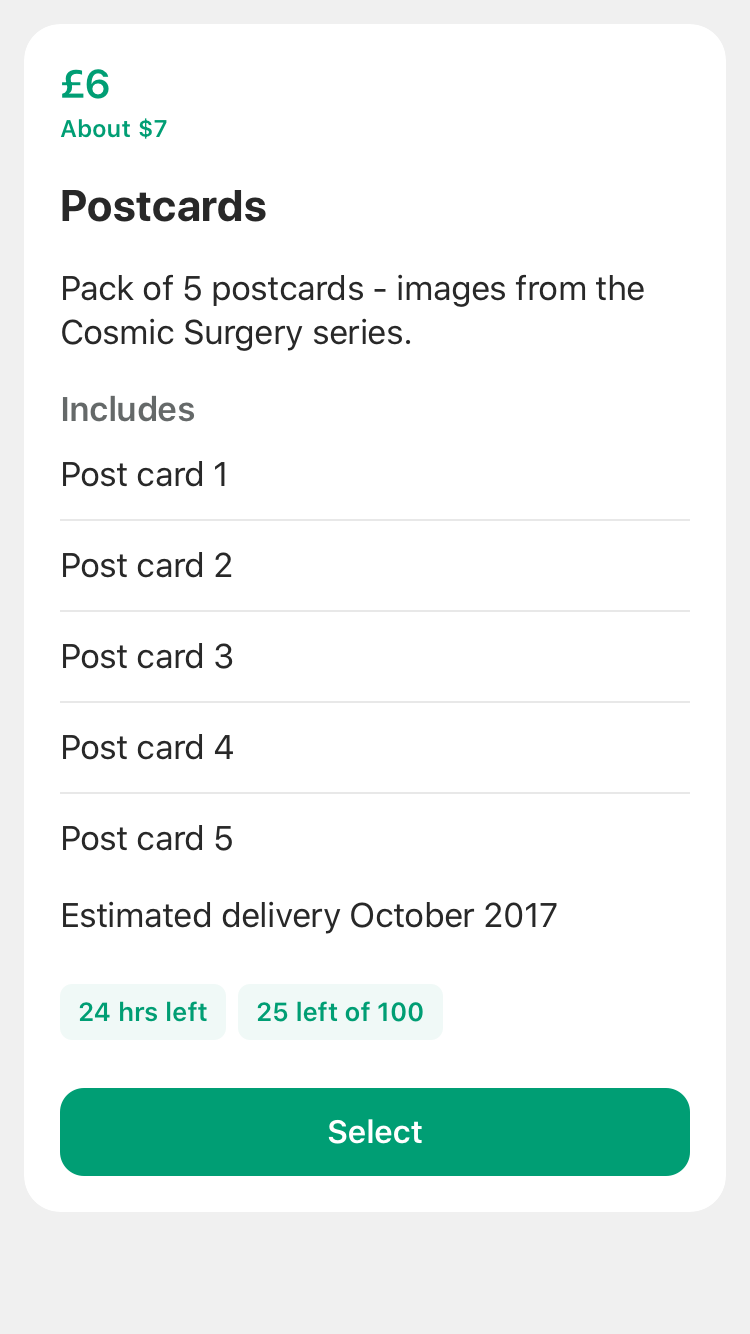 £6
About $7
Postcards
Pack of 5 postcards - images from the
Cosmic Surgery series.
Includes
Post card 1
Post card 2
Post card 3
Post card 4
Post card 5
Estimated delivery October 2017
24 hrs left
25 left of 100
Select